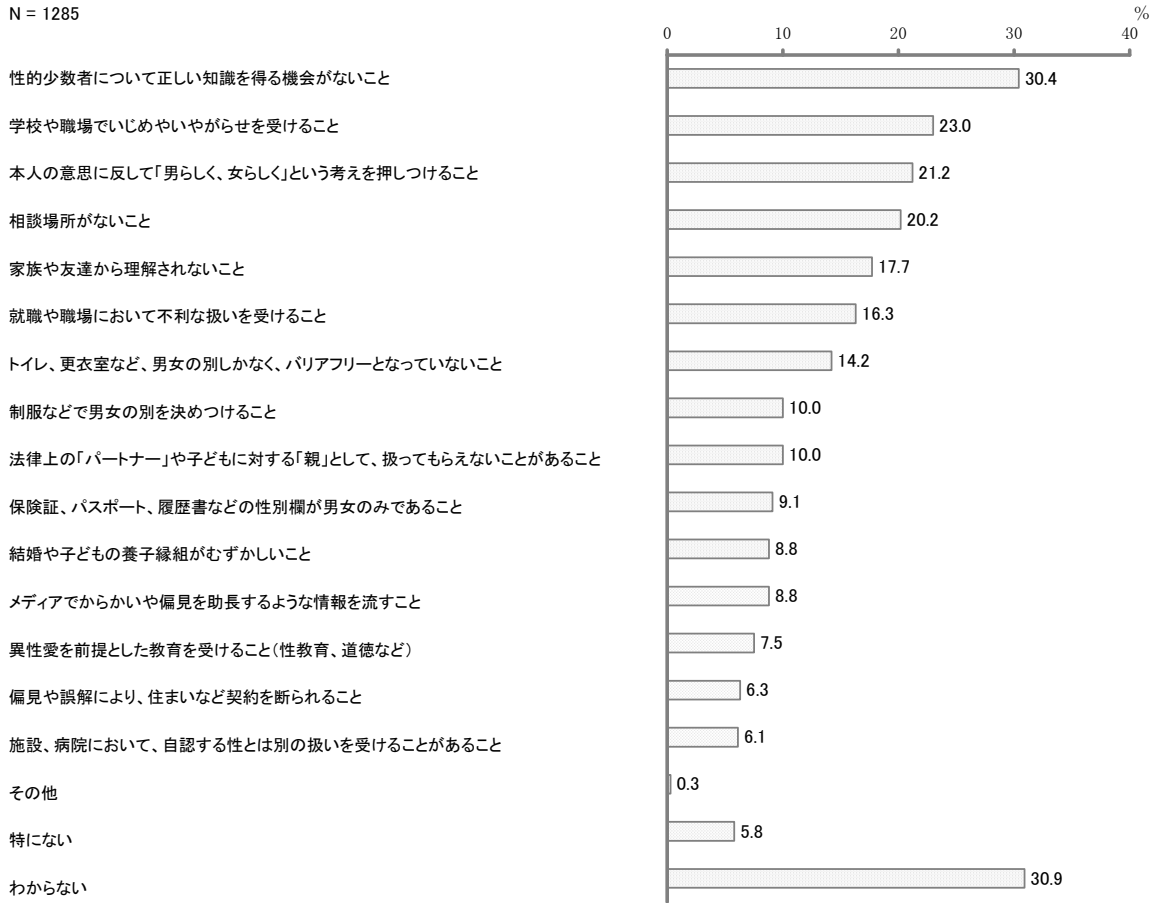 N = 1285
%
0 10 20 30 40
性的少数者について正しい知識を得る機会がないこと 30.4
学校や職場でいじめやいやがらせを受けること 23.0
本人の意思に反して「男らしく、女らしく」という考えを押しつけること 21.2
相談場所がないこと 20.2
家族や友達から理解されないこと 17.7
就職や職場において不利な扱いを受けること 16.3
トイレ、更衣室など、男女の別しかなく、バリアフリーとなっていないこと 14.2
制服などで男女の別を決めつけること 10.0
法律上の「パートナー」や子どもに対する「親」として、扱ってもらえないことがあること 10.0
保険証、パスポート、履歴書などの性別欄が男女のみであること 9.1
結婚や子どもの養子縁組がむずかしいこと 8.8
メディアでからかいや偏見を助長するような情報を流すこと 8.8
異性愛を前提とした教育を受けること（性教育、道徳など） 7.5
偏見や誤解により、住まいなど契約を断られること 6.3
施設、病院において、自認する性とは別の扱いを受けることがあること 6.1
その他 0.3
特にない 5.8
わからない 30.9